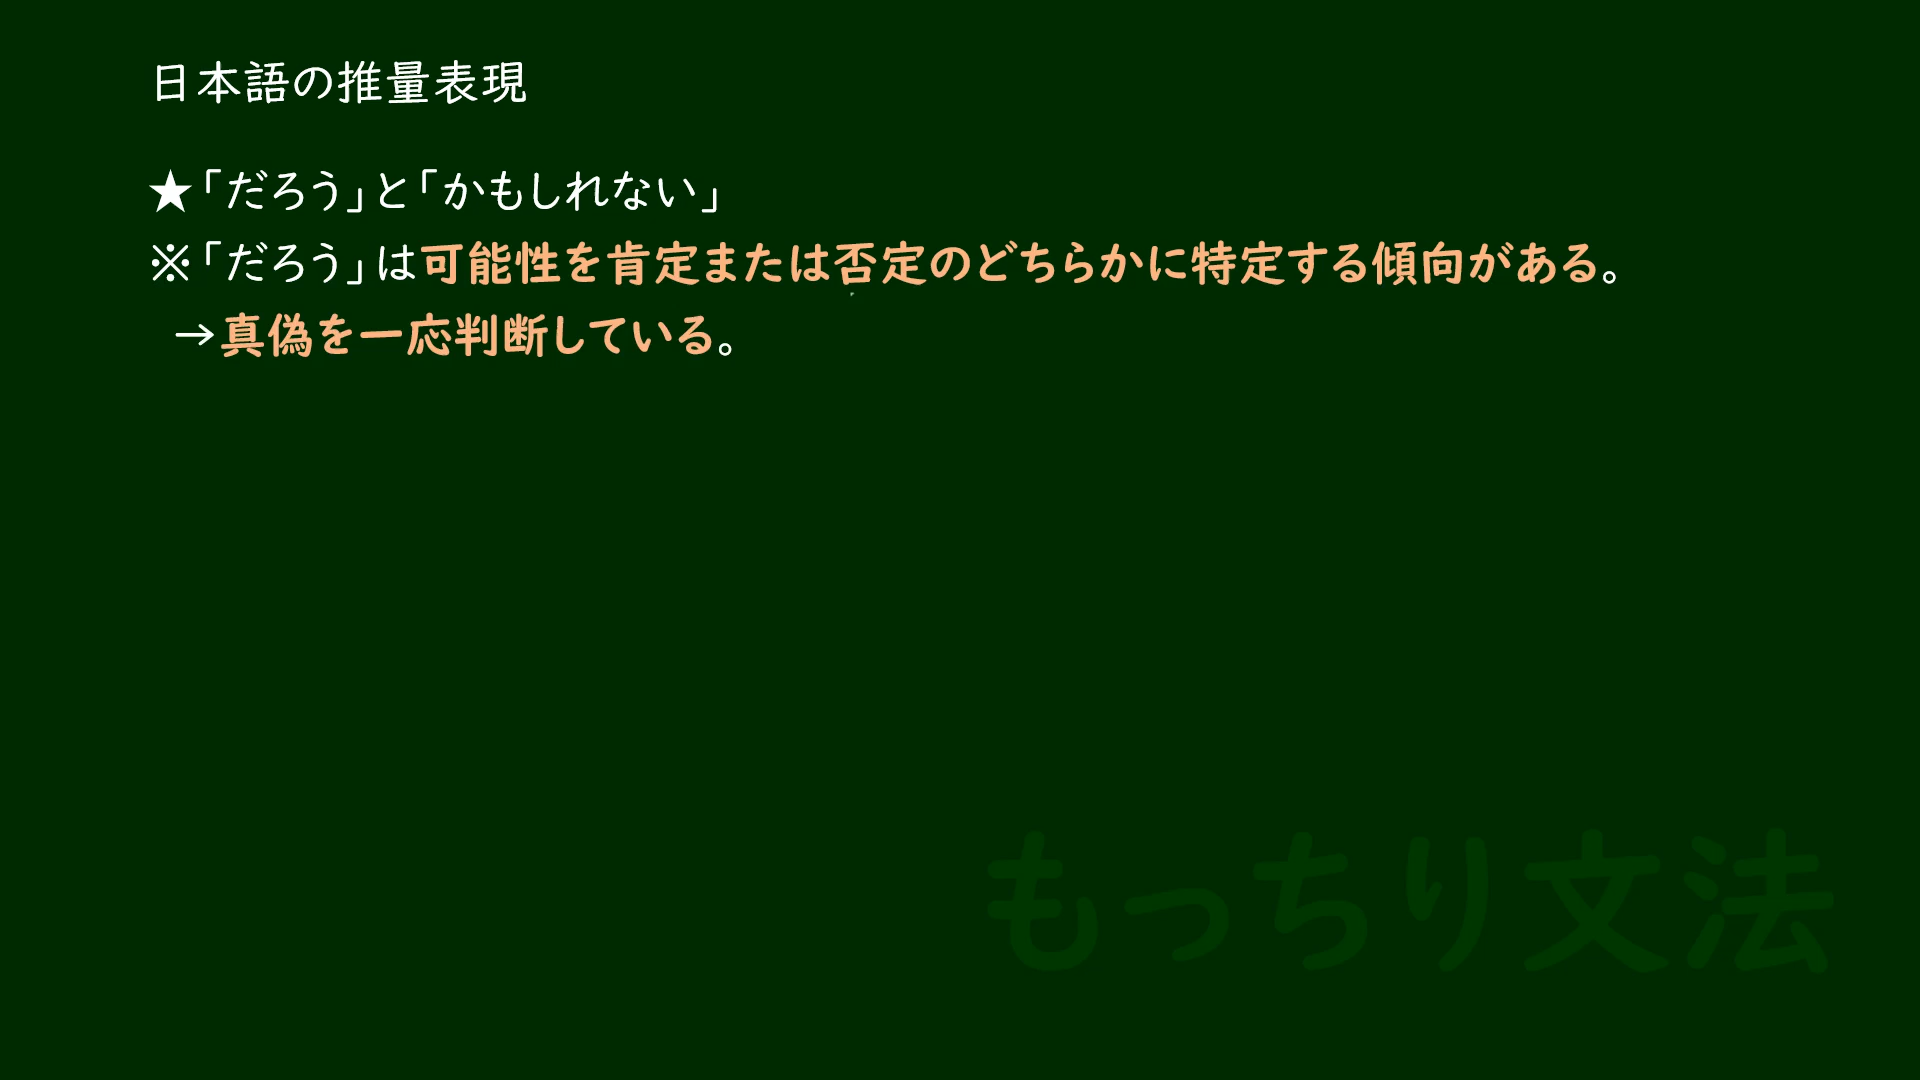 日本語の推量表現
★「だろう」と「かもしれない」
※「だろう」は可能性を肯定または否定のどちらかに特定する傾向がある。
→真偽を一応判断している。
もっちり文法